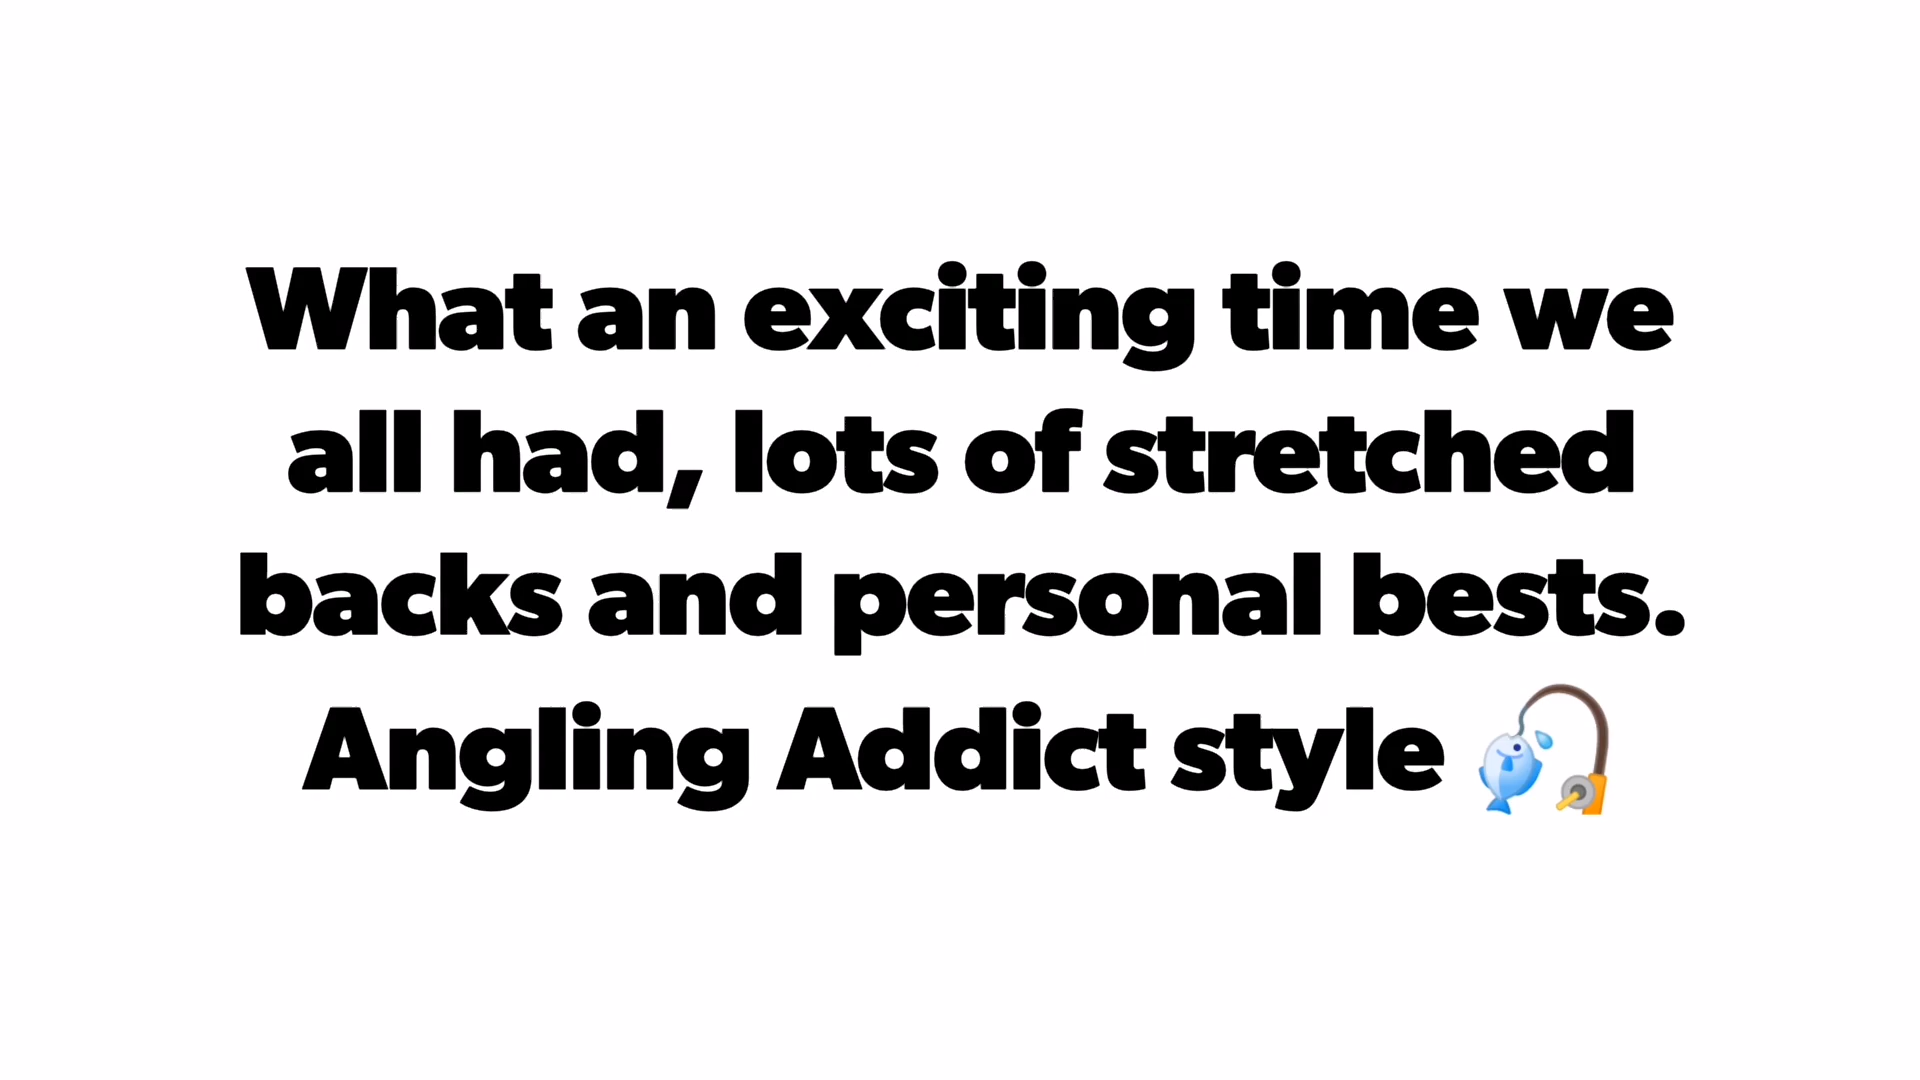 What an exciting time we
all had, lots of stretched
backs and personal bests.
Angling Addict style 🎣